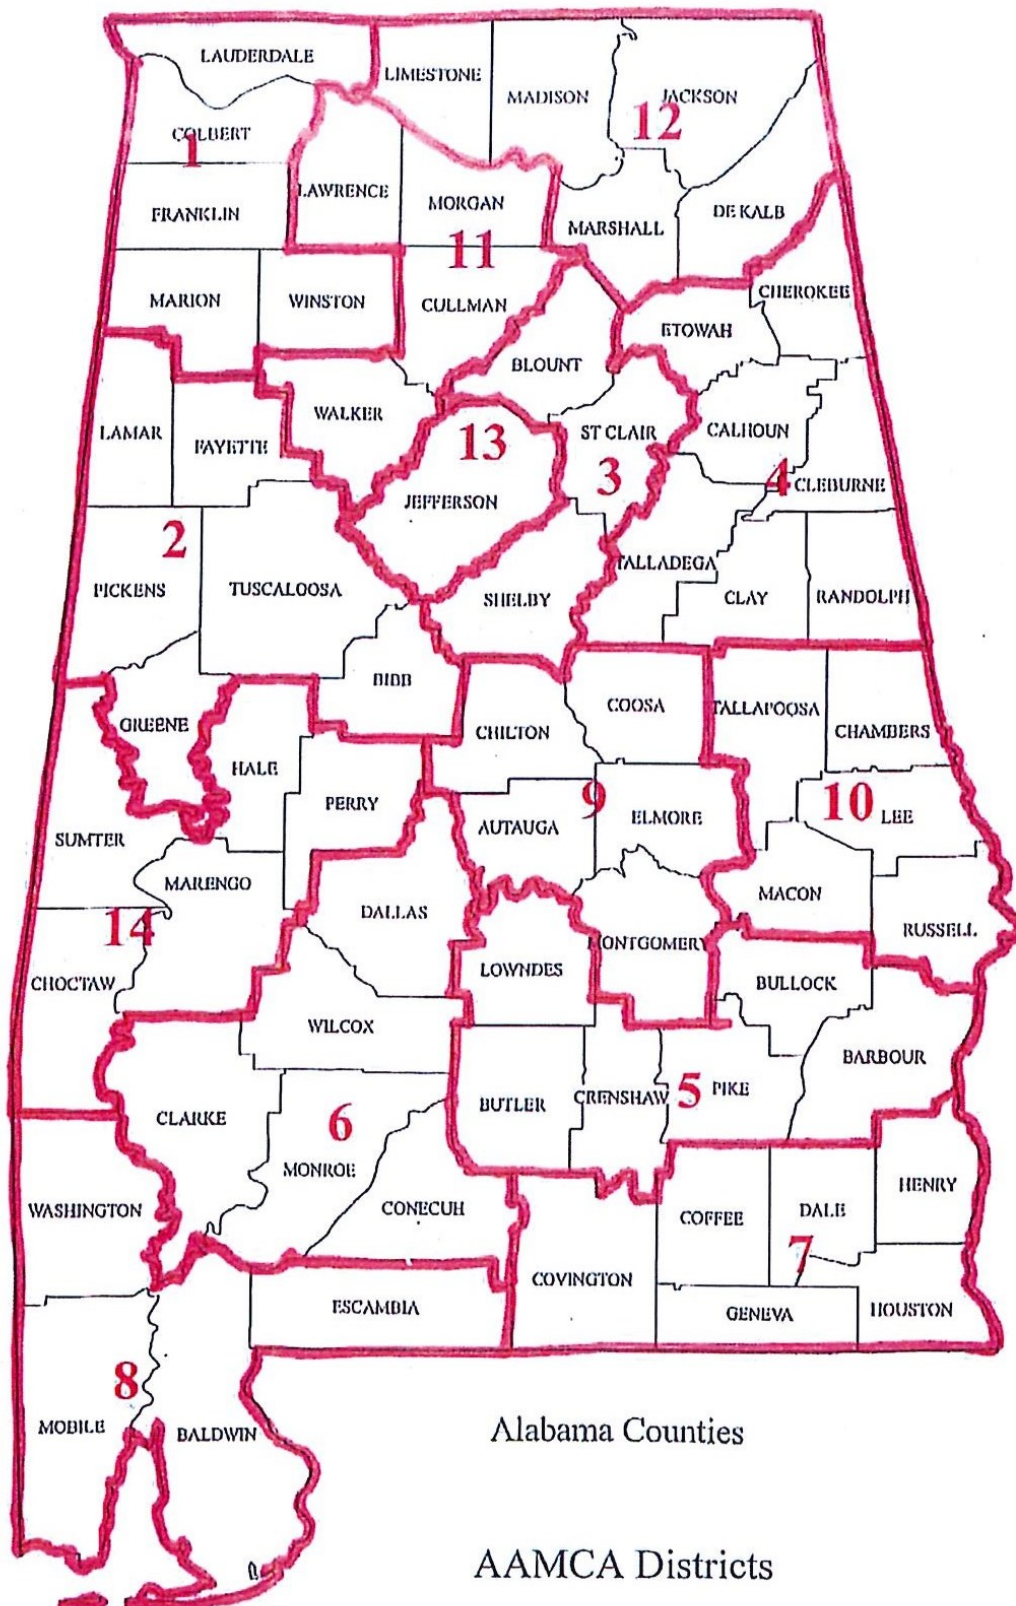 LAUDERDALE
LIMESTONE
MADISON
JACKSON
12
COLBERT
1
LAWRENCE
MORGAN
FRANKLIN
DE KALB
MARSHALL
11
CHEROKEE
MARION
WINSTON
CULLMAN
ETOWAH
BLOUNT
WALKER
LAMAR
FAYETTE
13
ST CLAIR
CALHOUN
3
4
CLEBURNE
JEFFERSON
2
PICKENS
TUSCALOOSA
TALLADEGA
SHELBY
CLAY
RANDOLPH
BIBB
COOSA
TALLAPOOSA
GREENE
CHILTON
CHAMBERS
HALE
PERRY
9
10
LEE
SUMTER
AUTAUGA
ELMORE
MARENGO
MACON
DALLAS
14
RUSSELL
MONTGOMERY
CHOCTAW
LOWNDES
BULLOCK
WILCOX
BARBOUR
CLARKE
6
BUTLER
CRENSHAW
5
PIKE
MONROE
HENRY
WASHINGTON
CONECUH
COFFEE
DALE
7
COVINGTON
ESCAMBIA
GENEVA
HOUSTON
8
MOBILE
BALDWIN
Alabama Counties
AAMCA Districts